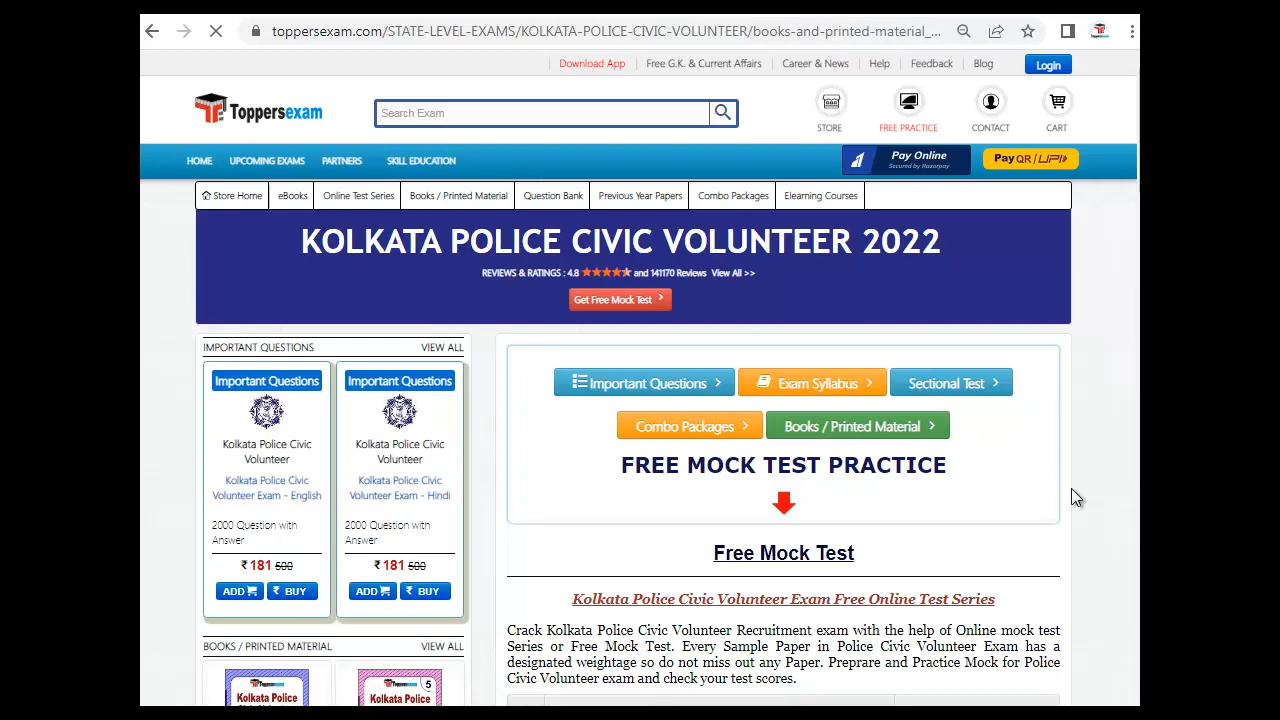 toppersexam.com/STATE-LEVEL-EXAMS/KOLKATA-POLICE-CIVIC-VOLUNTEER/books-and-printed-material_...
Download App Free G.K. & Current Affairs Career & News Help Feedback Blog Login
Toppersexam
Search Exam
STORE FREE PRACTICE CONTACT CART
HOME UPCOMING EXAMS PARTNERS SKILL EDUCATION
Pay Online
Secured by Razorpay
Pay QR / UPI
Store Home eBooks Online Test Series Books / Printed Material Question Bank Previous Year Papers Combo Packages Elearning Courses
KOLKATA POLICE CIVIC VOLUNTEER 2022
REVIEWS & RATINGS : 4.8 and 141170 Reviews View All >>
Get Free Mock Test
IMPORTANT QUESTIONS VIEW ALL
Important Questions
Kolkata Police Civic
Volunteer
Kolkata Police Civic
Volunteer Exam - English
2000 Question with
Answer
₹ 181 500
ADD ₹ BUY
Important Questions
Kolkata Police Civic
Volunteer
Kolkata Police Civic
Volunteer Exam - Hindi
2000 Question with
Answer
₹ 181 500
ADD ₹ BUY
BOOKS / PRINTED MATERIAL VIEW ALL
Toppersexam
Kolkata Police
Toppersexam 5
Kolkata Police
Important Questions Exam Syllabus Sectional Test
Combo Packages Books / Printed Material
FREE MOCK TEST PRACTICE
Free Mock Test
Kolkata Police Civic Volunteer Exam Free Online Test Series
Crack Kolkata Police Civic Volunteer Recruitment exam with the help of Online mock test
Series or Free Mock Test. Every Sample Paper in Police Civic Volunteer Exam has a
designated weightage so do not miss out any Paper. Preprare and Practice Mock for Police
Civic Volunteer exam and check your test scores.